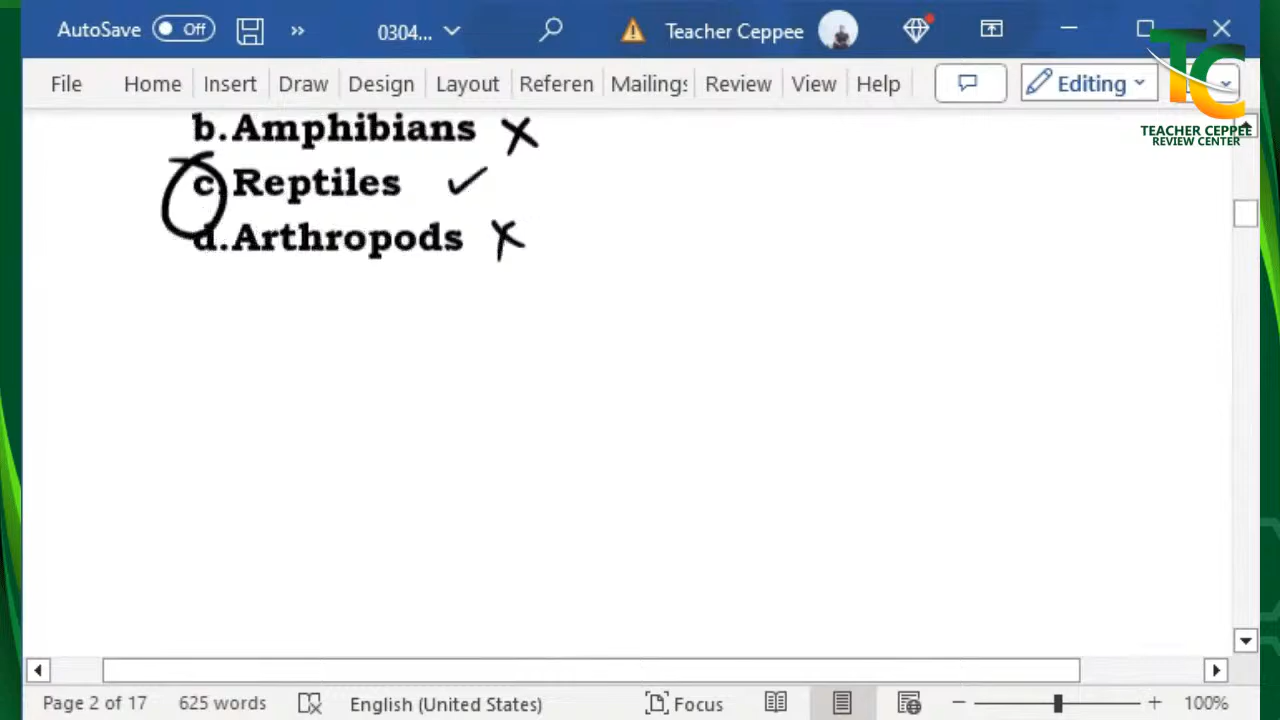 AutoSave Off 0304... Teacher Ceppee
File Home Insert Draw Design Layout Referen Mailings Review View Help Editing
TC
TEACHER CEPPEE
REVIEW CENTER
b. Amphibians
c. Reptiles
d. Arthropods
Page 2 of 17 625 words English (United States) Focus 100%